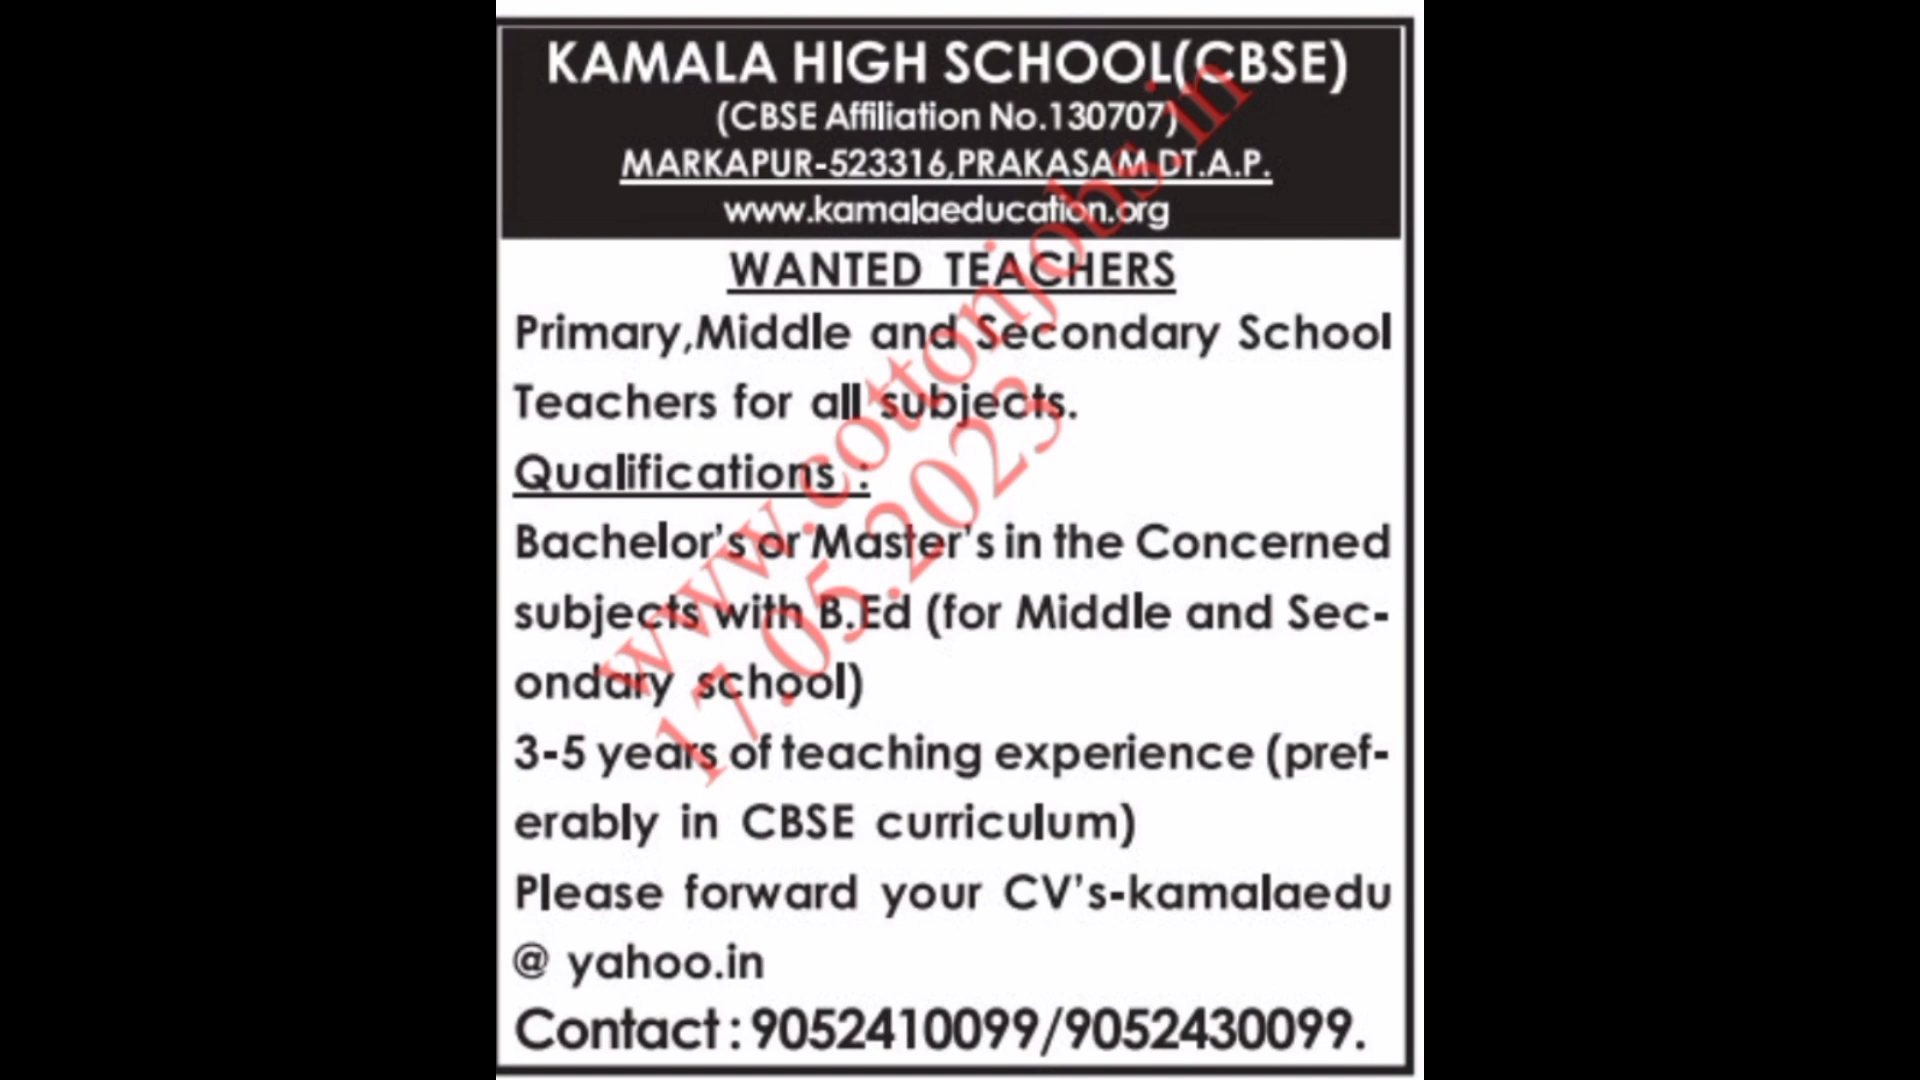 KAMALA HIGH SCHOOL(CBSE)
(CBSE Affiliation No.130707)
MARKAPUR-523316,PRAKASAM DT.A.P.
www.kamalaeducation.org
WANTED TEACHERS
Primary,Middle and Secondary School
Teachers for all subjects.
Qualifications :
Bachelor's or Master's in the Concerned
subjects with B.Ed (for Middle and Sec-
ondary school)
3-5 years of teaching experience (pref-
erably in CBSE curriculum)
Please forward your CV's-kamalaedu
@ yahoo.in
Contact : 9052410099/9052430099.
www.cottonjobs.in
17.05.2023